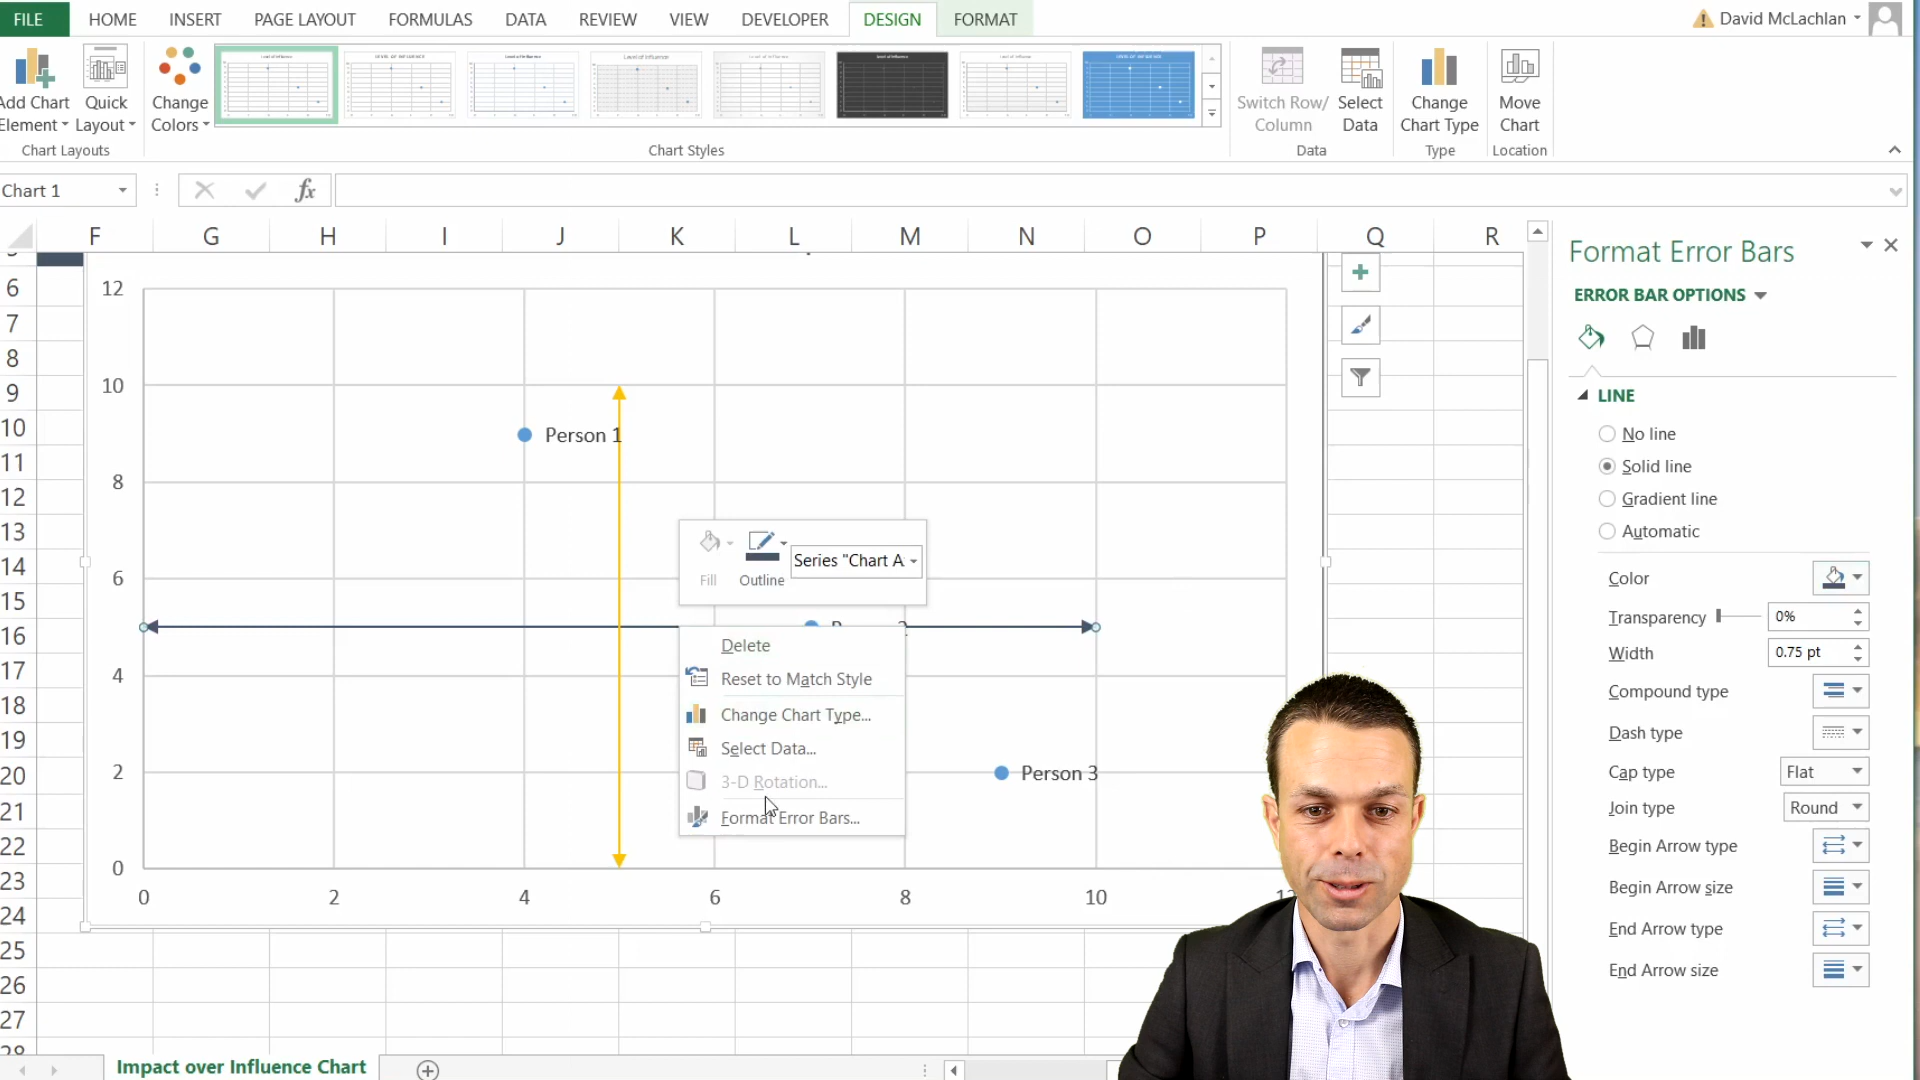 FILE HOME INSERT PAGE LAYOUT FORMULAS DATA REVIEW VIEW DEVELOPER DESIGN FORMAT David McLachlan
Add Chart Element
Quick Layout
Change Colors
Switch Row/ Column
Select Data
Change Chart Type
Move Chart
Chart Layouts Chart Styles Data Type Location
Chart 1
fx
F G H I J K L M N O P Q R
6
7
8
9
10
11
12
13
14
15
16
17
18
19
20
21
22
23
24
25
26
27
28
12
10
8
6
4
2
0
0 2 4 6 8 10
Person 1
Person 3
Fill Outline Series "Chart A
Delete
Reset to Match Style
Change Chart Type...
Select Data...
3-D Rotation...
Format Error Bars...
Format Error Bars
ERROR BAR OPTIONS
LINE
No line
Solid line
Gradient line
Automatic
Color
Transparency 0%
Width 0.75 pt
Compound type
Dash type
Cap type Flat
Join type Round
Begin Arrow type
Begin Arrow size
End Arrow type
End Arrow size
Impact over Influence Chart